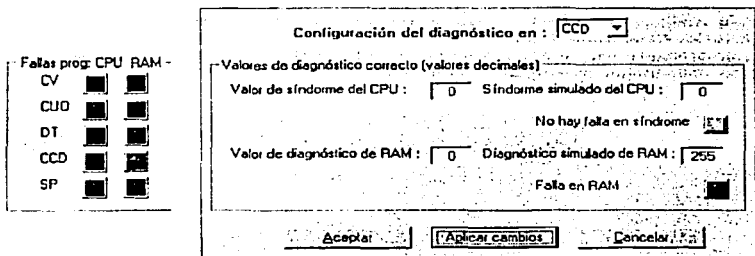 Fallas prog: CPU RAM
CV
CUO
DT
CCD
SP
Configuración del diagnóstico en : CCD
Valores de diagnóstico correcto (valores decimales)
Valor de síndorme del CPU : 0 Síndorme simulado del CPU : 0
No hay falla en síndrome
Valor de diagnóstico de RAM : 0 Diagnóstico simulado de RAM : 255
Falla en RAM
Aceptar Aplicar cambios Cancelar